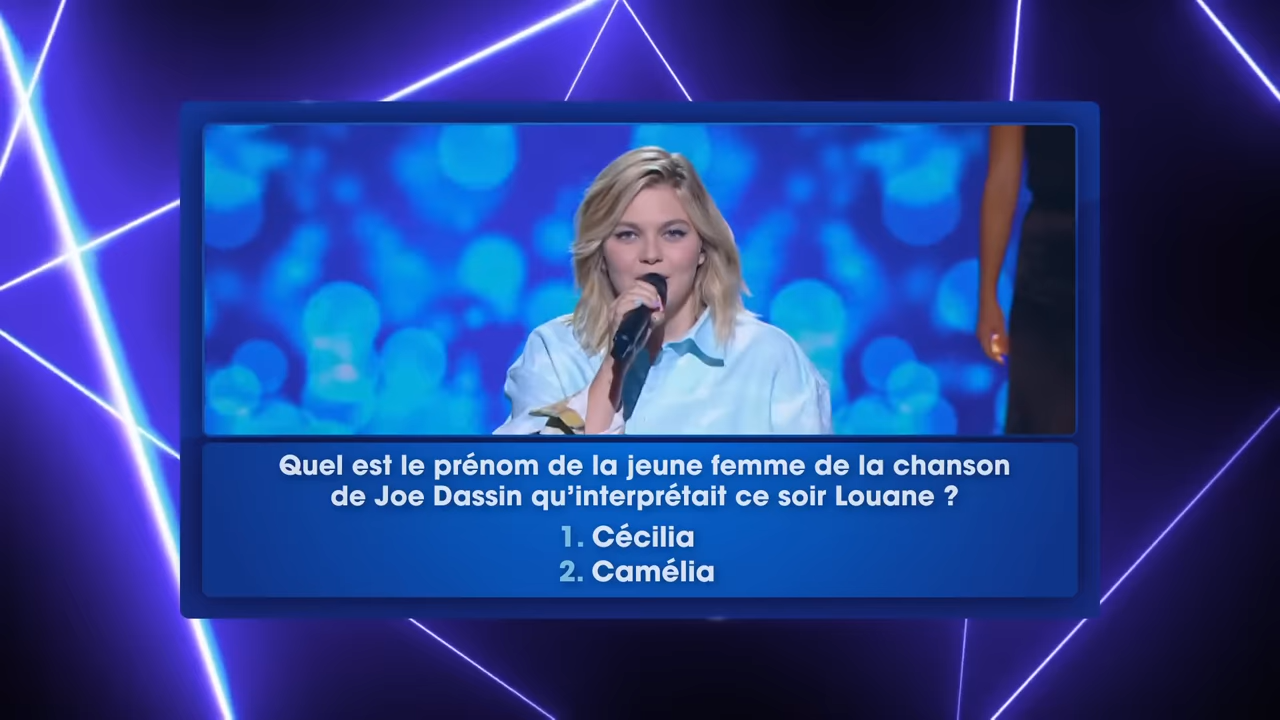 Quel est le prénom de la jeune femme de la chanson
de Joe Dassin qu’interprétait ce soir Louane ?
1. Cécilia
2. Camélia